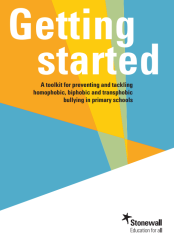 Getting
started
A toolkit for preventing and tackling
homophobic, biphobic and transphobic
bullying in primary schools
Stonewall
Education for all